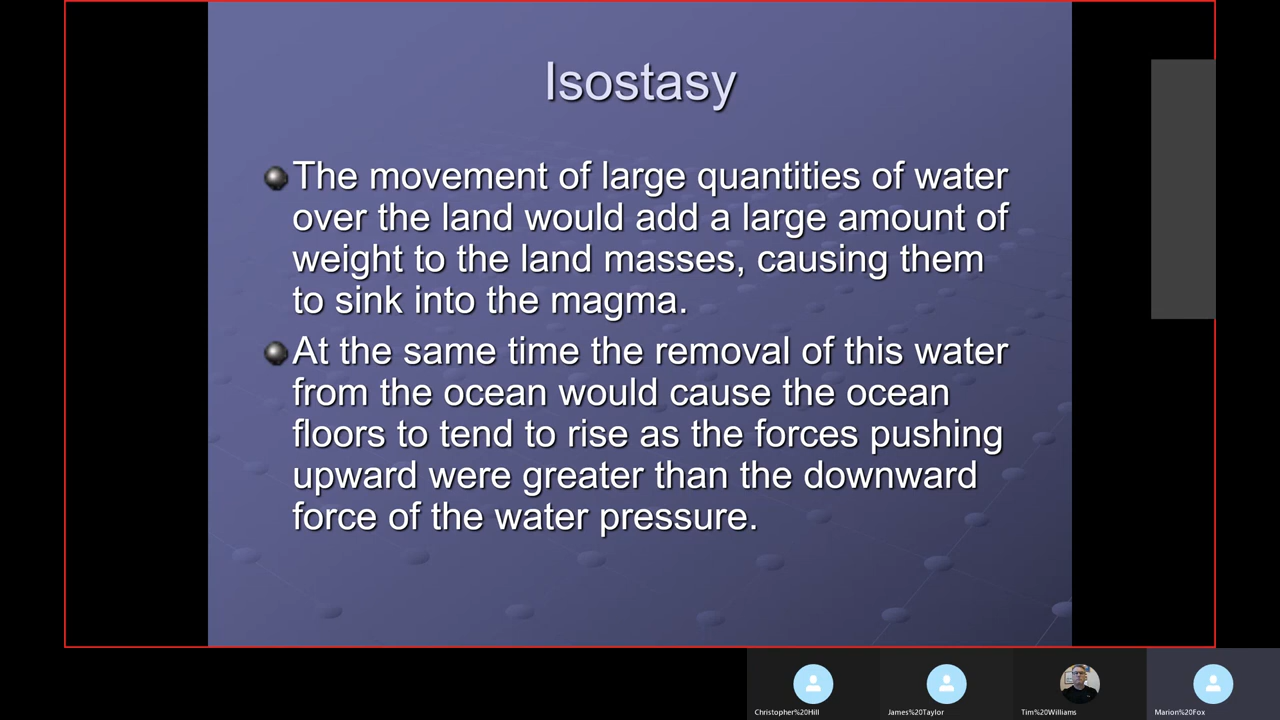 Isostasy
The movement of large quantities of water
over the land would add a large amount of
weight to the land masses, causing them
to sink into the magma.
At the same time the removal of this water
from the ocean would cause the ocean
floors to tend to rise as the forces pushing
upward were greater than the downward
force of the water pressure.
Christopher%20Hill
James%20Taylor
Tim%20Williams
Marion%20Fox